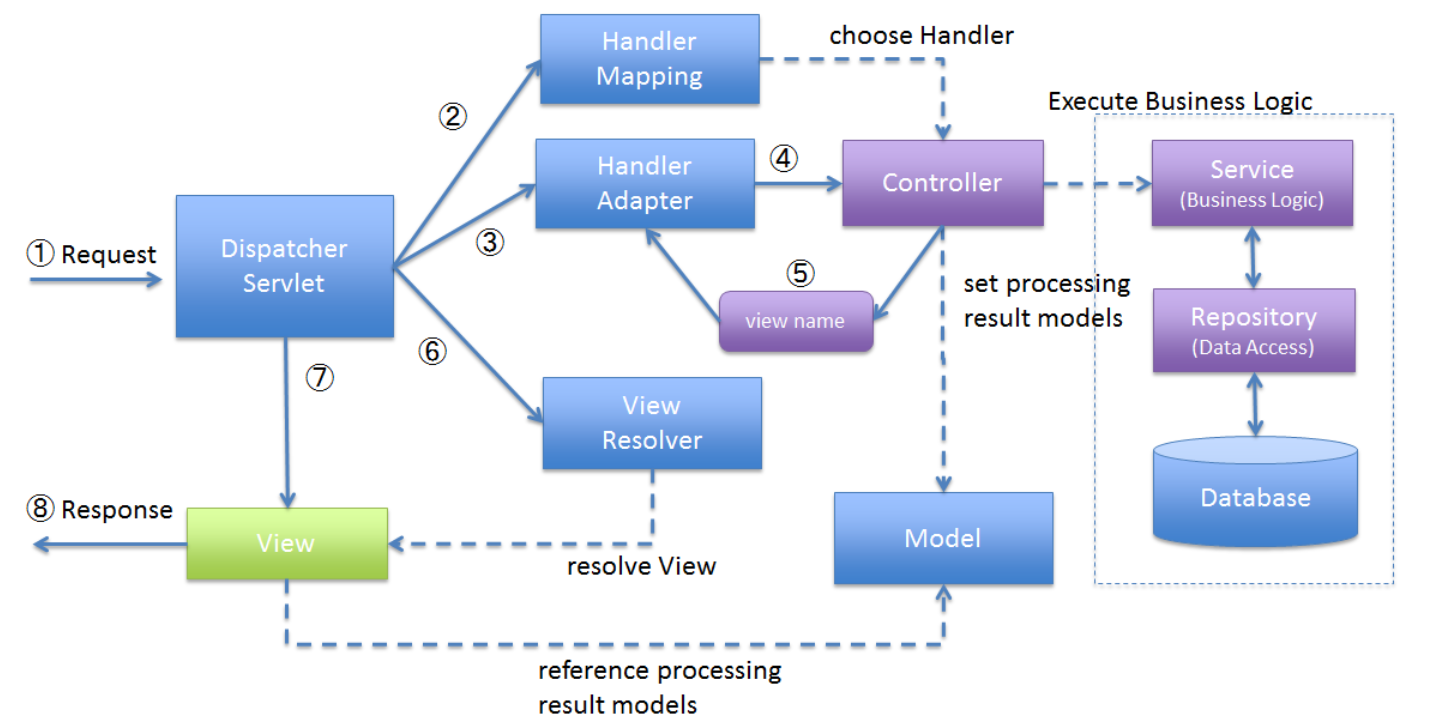 Handler
Mapping
choose Handler
②
Execute Business Logic
Handler
Adapter
④
Controller
Service
(Business Logic)
① Request
Dispatcher
Servlet
③
⑤
view name
set processing
result models
Repository
(Data Access)
⑥
⑦
View
Resolver
Database
⑧ Response
View
resolve View
Model
reference processing
result models